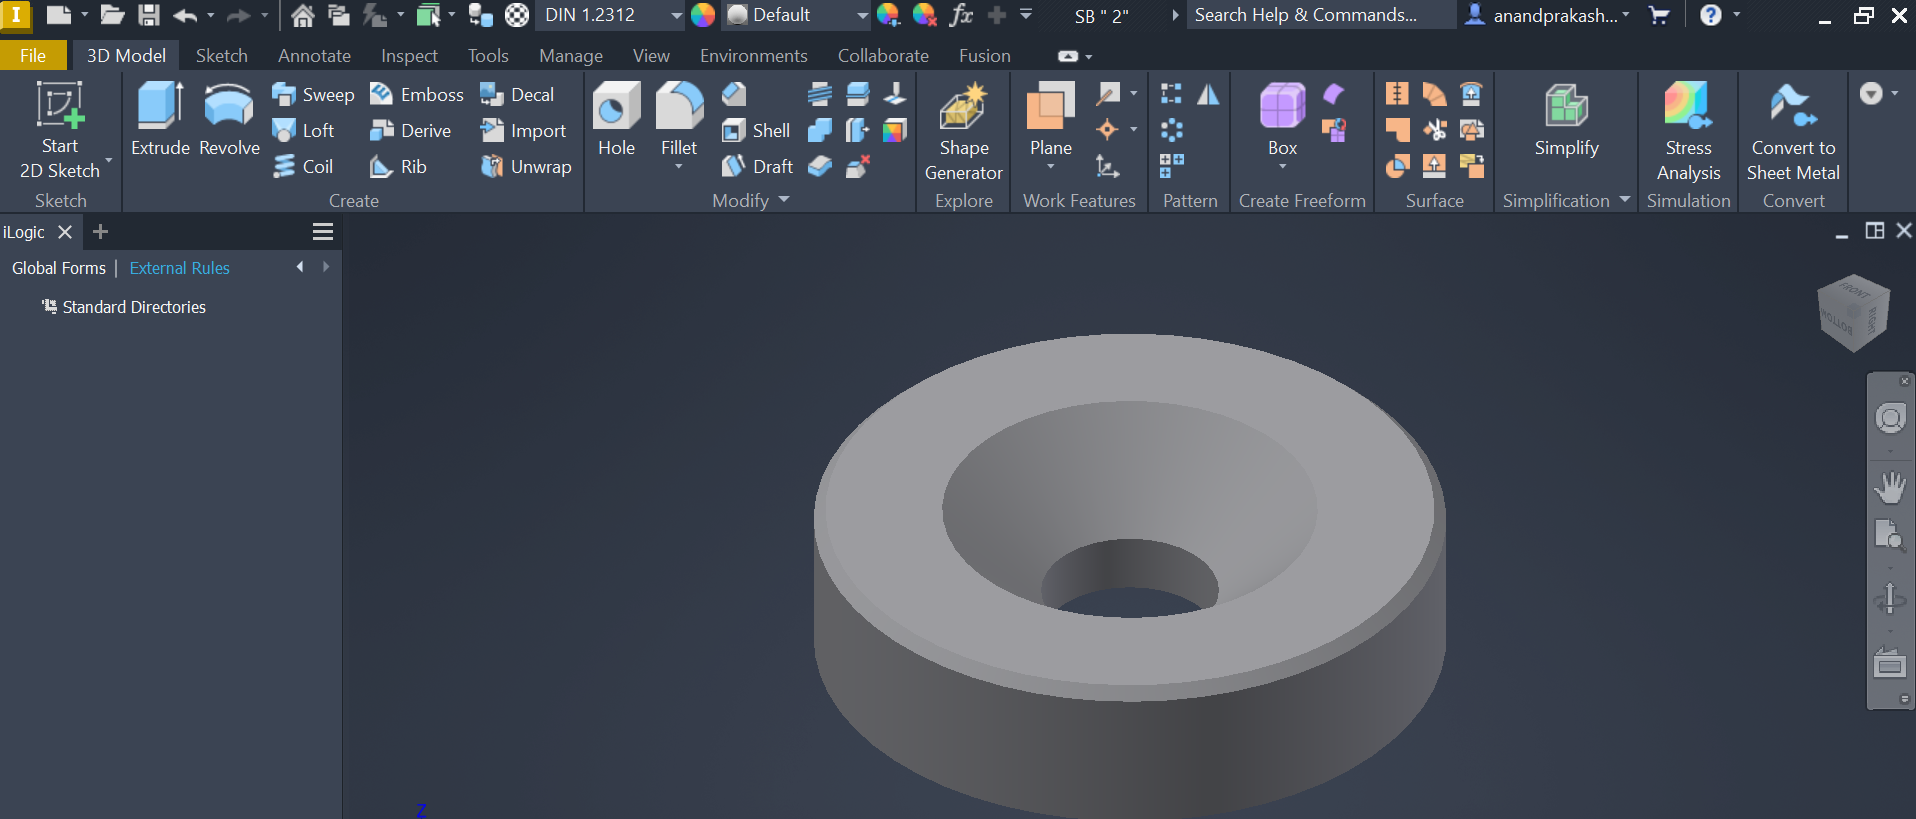 I DIN 1.2312 Default fx SB " 2" Search Help & Commands... anandprakash... ?
File 3D Model Sketch Annotate Inspect Tools Manage View Environments Collaborate Fusion
Start
2D Sketch
Sketch
Extrude
Revolve
Sweep
Loft
Coil
Emboss
Derive
Rib
Decal
Import
Unwrap
Create
Hole
Fillet
Shell
Draft
Modify
Shape
Generator
Explore
Plane
Work Features
Pattern
Box
Create Freeform
Surface
Simplify
Simplification
Stress
Analysis
Simulation
Convert to
Sheet Metal
Convert
iLogic
Global Forms | External Rules
Standard Directories
FRONT
BOTTOM
RIGHT
Z